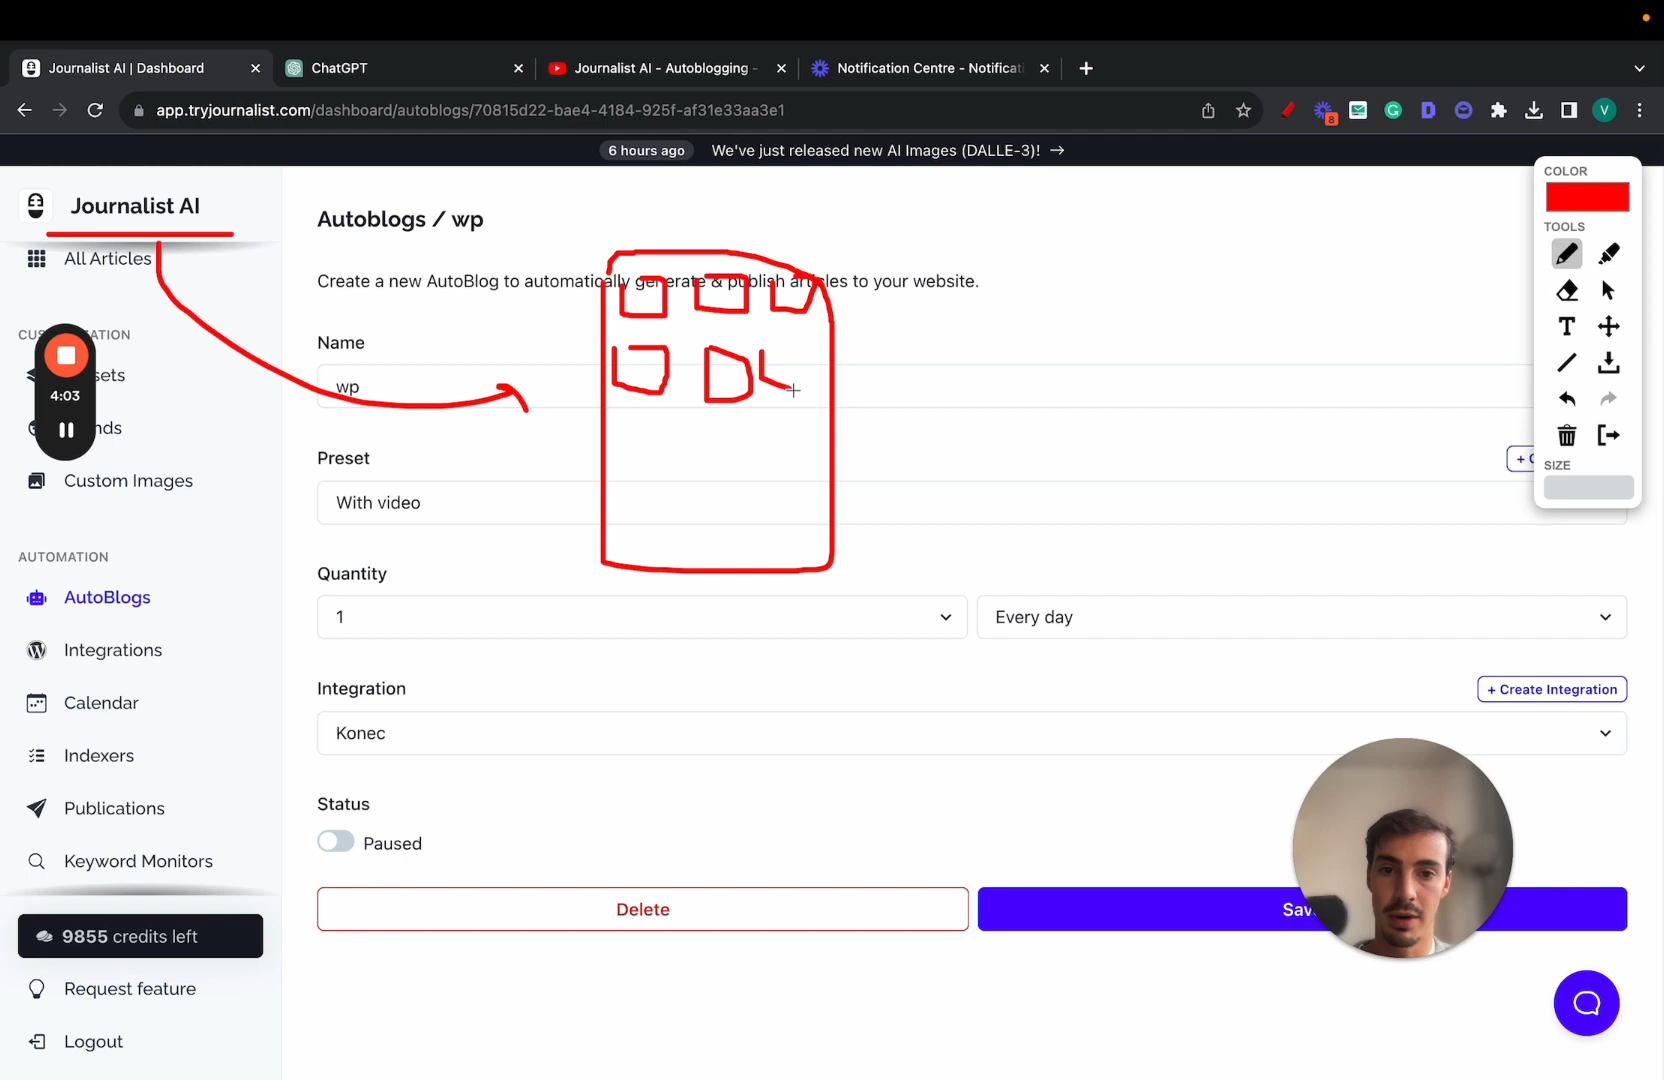 Journalist AI | Dashboard
ChatGPT
Journalist AI - Autoblogging -
Notification Centre - Notificati
app.tryjournalist.com/dashboard/autoblogs/70815d22-bae4-4184-925f-af31e33aa3e1
8
V
6 hours ago
We've just released new AI Images (DALLE-3)! →
COLOR
TOOLS
T
SIZE
Journalist AI
All Articles
ATION
4:03
Custom Images
AUTOMATION
AutoBlogs
Integrations
Calendar
Indexers
Publications
Keyword Monitors
9855 credits left
Request feature
Logout
Autoblogs / wp
Create a new AutoBlog to automatically generate & publish articles to your website.
Name
wp
Preset
With video
Quantity
1
Every day
Integration
+ Create Integration
Konec
Status
Paused
Delete